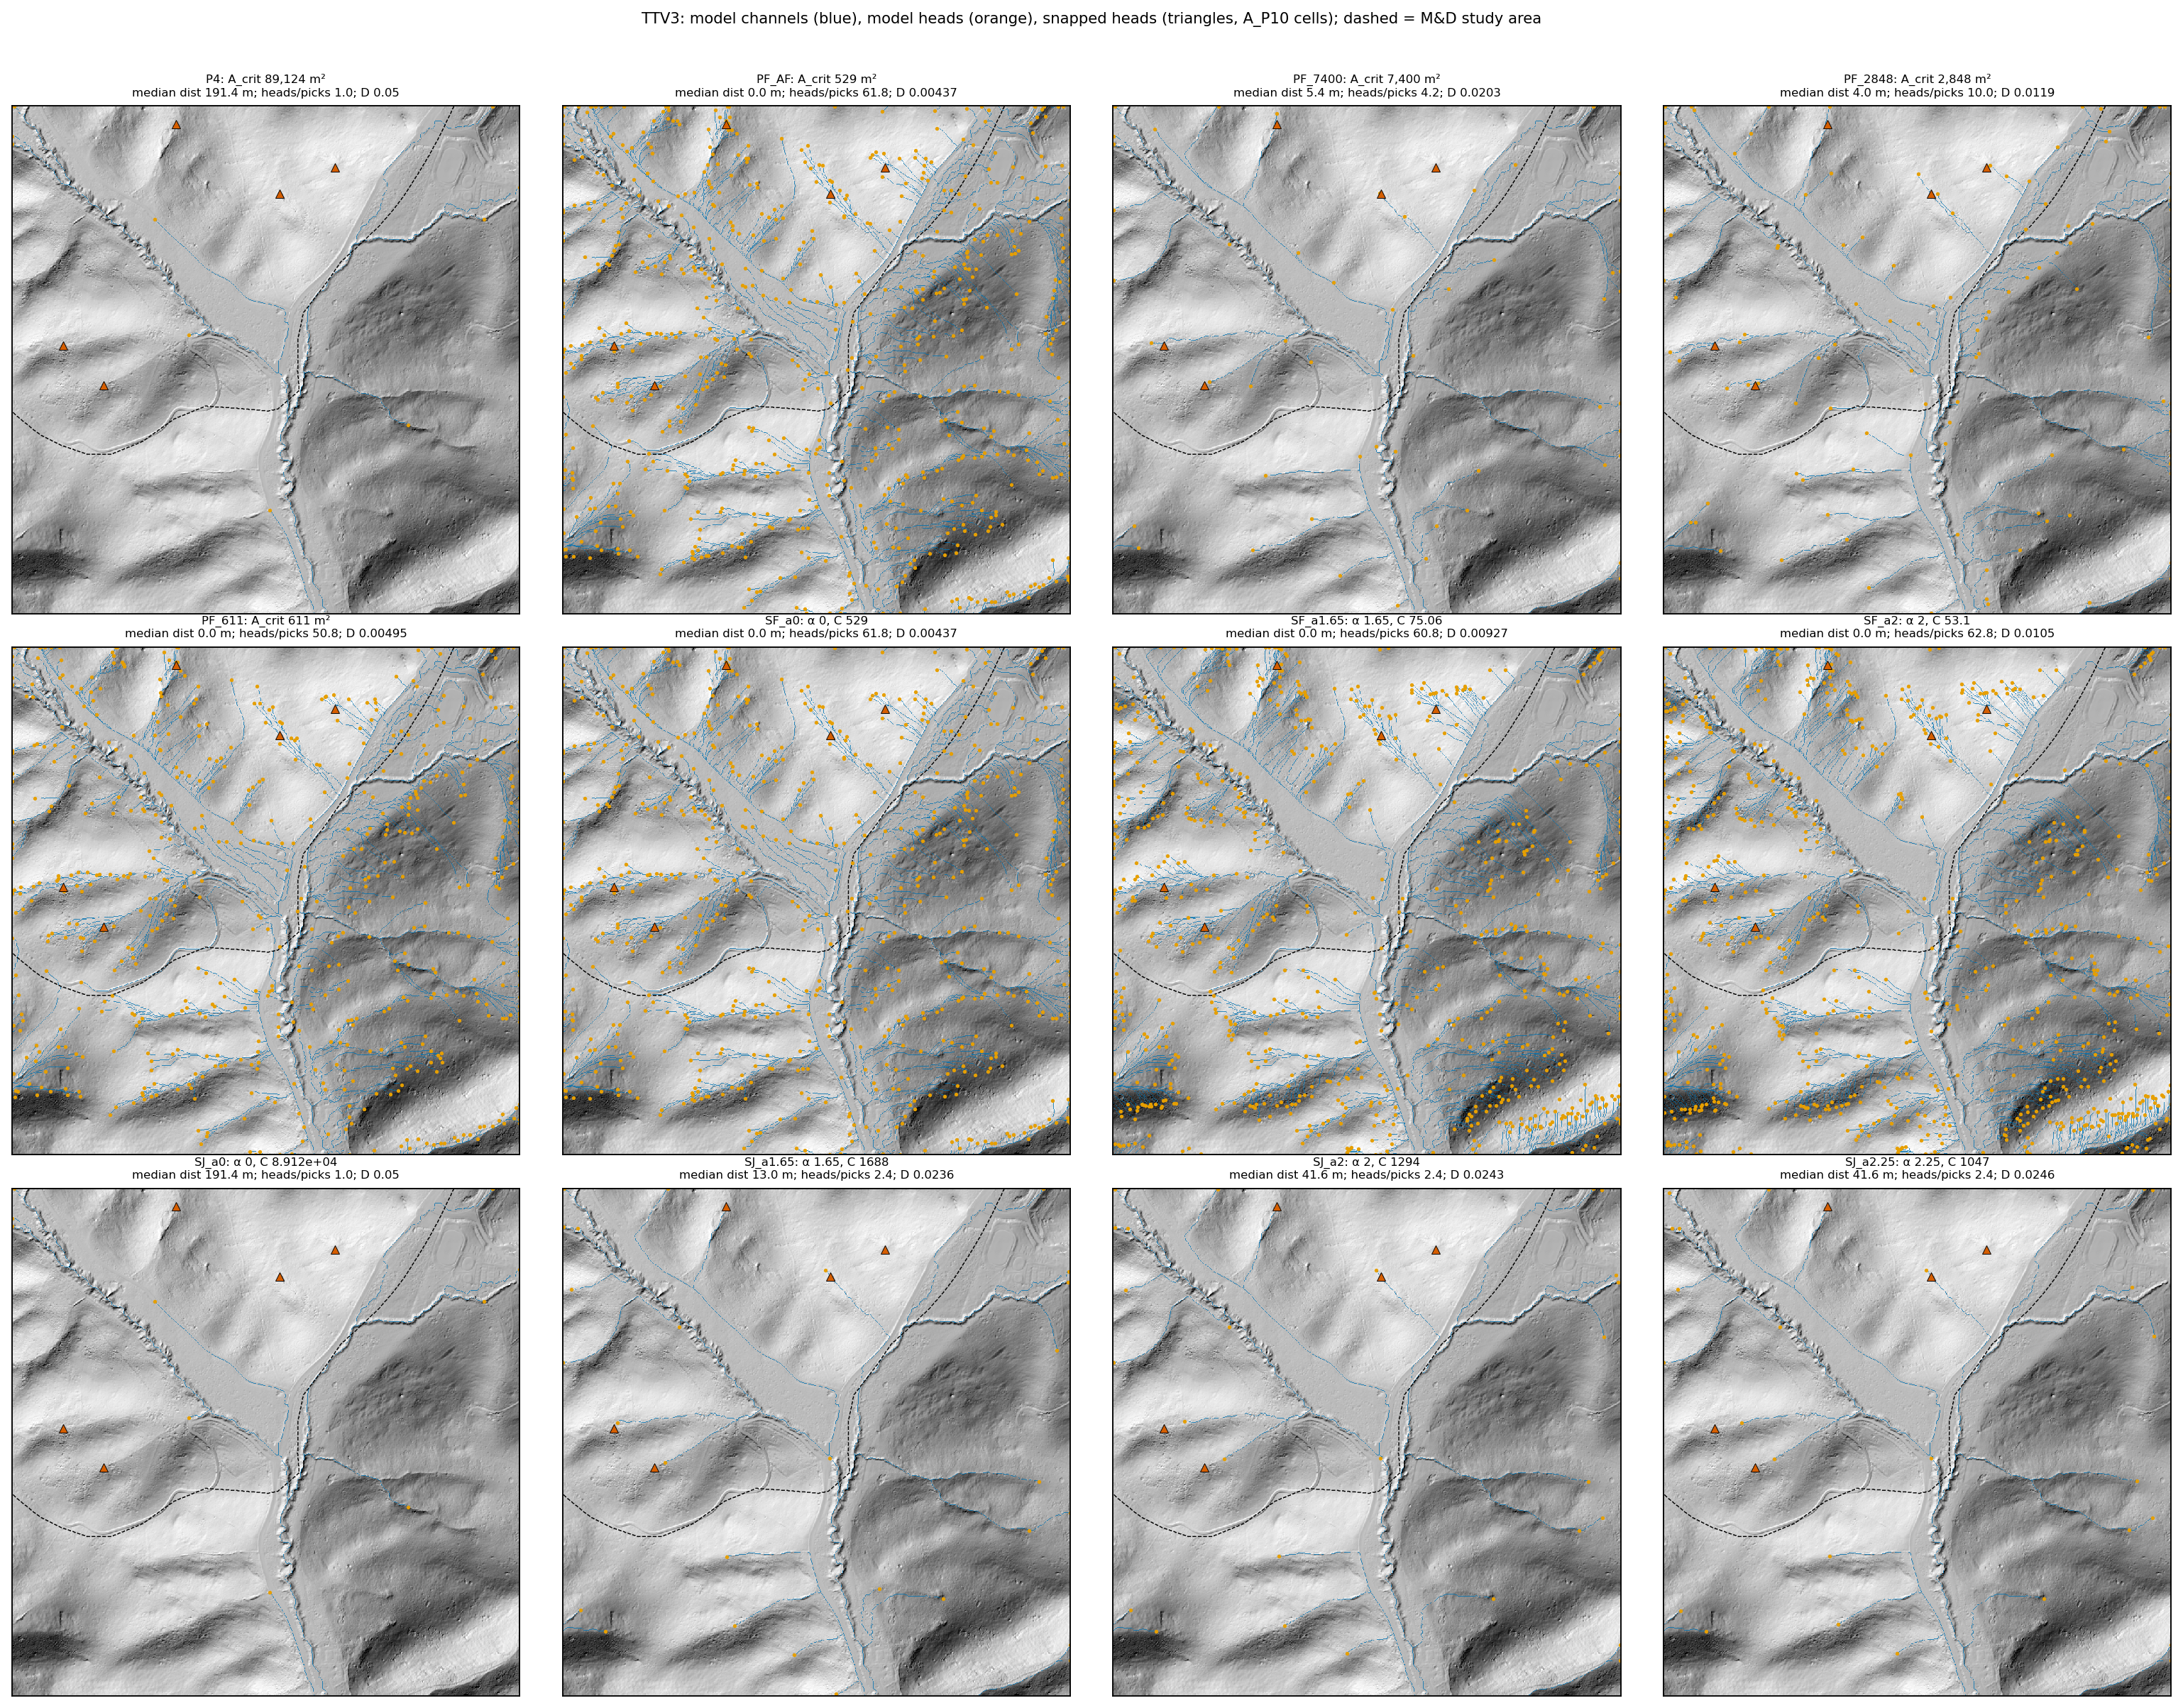 TTV3: model channels (blue), model heads (orange), snapped heads (triangles, A_P10 cells); dashed = M&D study area
P4: A_crit 89,124 m²
median dist 191.4 m; heads/picks 1.0; D 0.05
PF_AF: A_crit 529 m²
median dist 0.0 m; heads/picks 61.8; D 0.00437
PF_7400: A_crit 7,400 m²
median dist 5.4 m; heads/picks 4.2; D 0.0203
PF_2848: A_crit 2,848 m²
median dist 4.0 m; heads/picks 10.0; D 0.0119
PF_611: A_crit 611 m²
median dist 0.0 m; heads/picks 50.8; D 0.00495
SF_a0: α 0, C 529
median dist 0.0 m; heads/picks 61.8; D 0.00437
SF_a1.65: α 1.65, C 75.06
median dist 0.0 m; heads/picks 60.8; D 0.00927
SF_a2: α 2, C 53.1
median dist 0.0 m; heads/picks 62.8; D 0.0105
SJ_a0: α 0, C 8.912e+04
median dist 191.4 m; heads/picks 1.0; D 0.05
SJ_a1.65: α 1.65, C 1688
median dist 13.0 m; heads/picks 2.4; D 0.0236
SJ_a2: α 2, C 1294
median dist 41.6 m; heads/picks 2.4; D 0.0243
SJ_a2.25: α 2.25, C 1047
median dist 41.6 m; heads/picks 2.4; D 0.0246